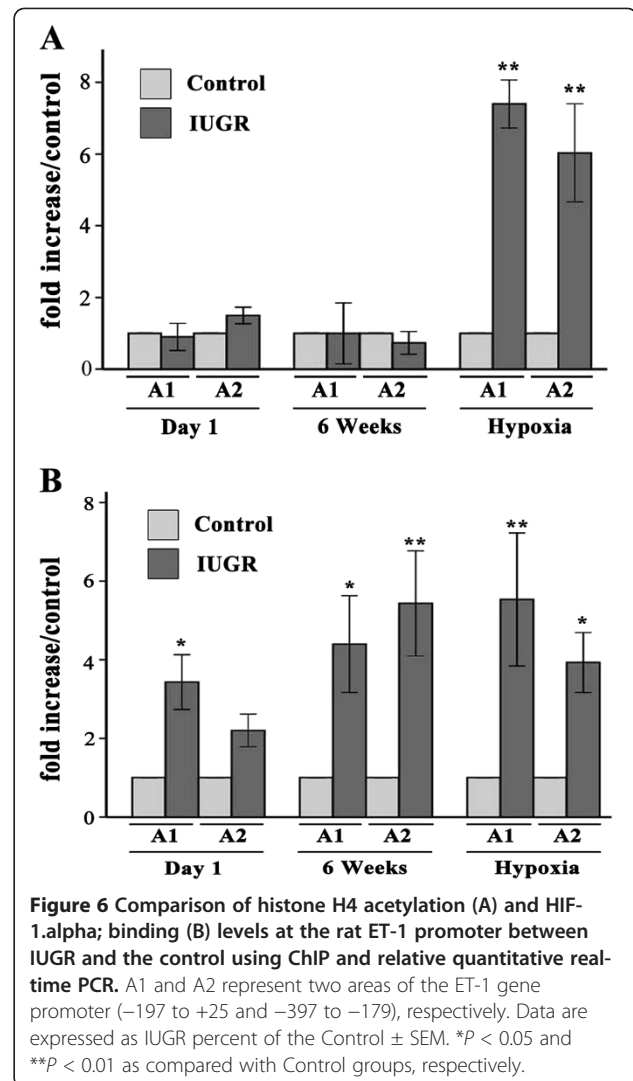 A
fold increase/control
8
6
4
2
0
Control
IUGR
**
**
A1 A2 A1 A2 A1 A2
Day 1 6 Weeks Hypoxia
B
fold increase/control
8
6
4
2
0
Control
IUGR
*
*
**
**
*
A1 A2 A1 A2 A1 A2
Day 1 6 Weeks Hypoxia
Figure 6 Comparison of histone H4 acetylation (A) and HIF-
1.alpha; binding (B) levels at the rat ET-1 promoter between
IUGR and the control using ChIP and relative quantitative real-
time PCR. A1 and A2 represent two areas of the ET-1 gene
promoter (−197 to +25 and −397 to −179), respectively. Data are
expressed as IUGR percent of the Control ± SEM. *P < 0.05 and
**P < 0.01 as compared with Control groups, respectively.